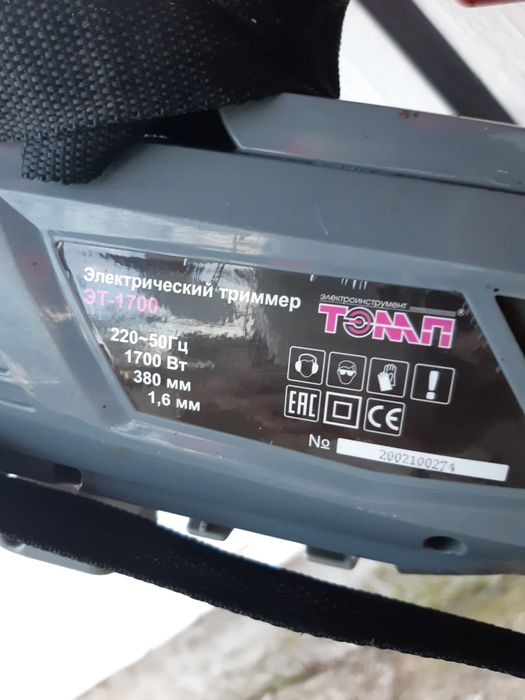 Электрический триммер
ЭТ-1700
220~50Гц
1700 Вт
380 мм
1,6 мм
электроинструмент
ТОМП®
EAC
CE
№ 2002100274